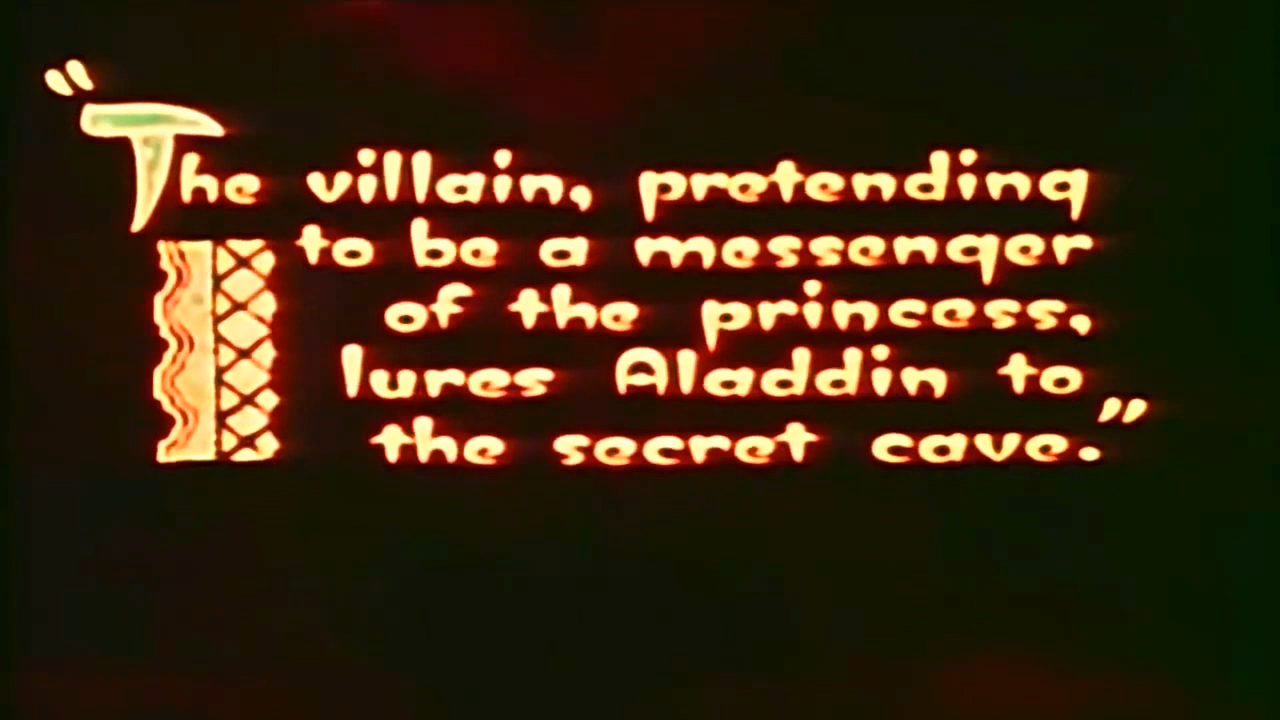 "The villain, pretending
to be a messenger
of the princess,
lures Aladdin to
the secret cave."